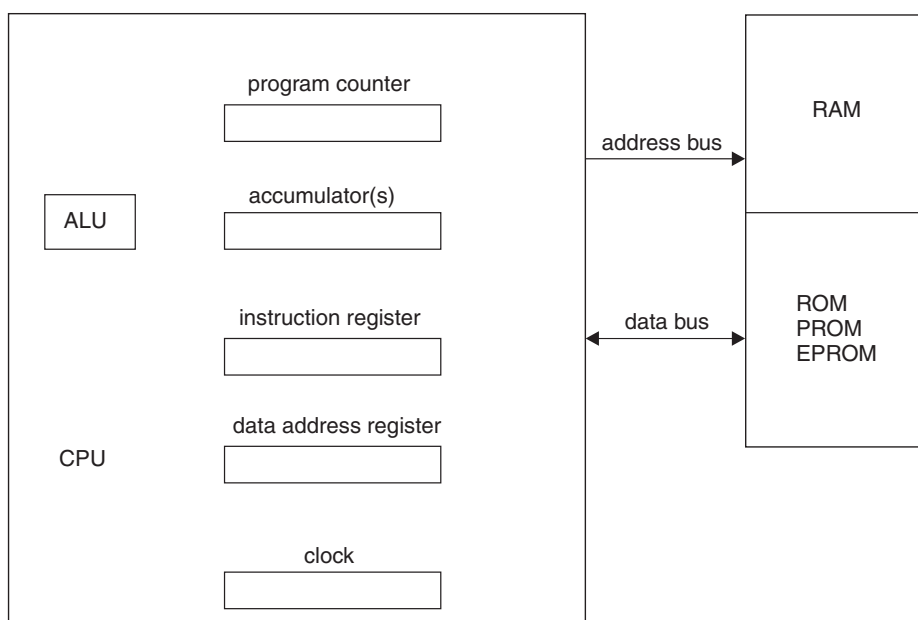 program counter
RAM
address bus
accumulator(s)
ALU
instruction register
data bus
ROM
PROM
EPROM
data address register
CPU
clock